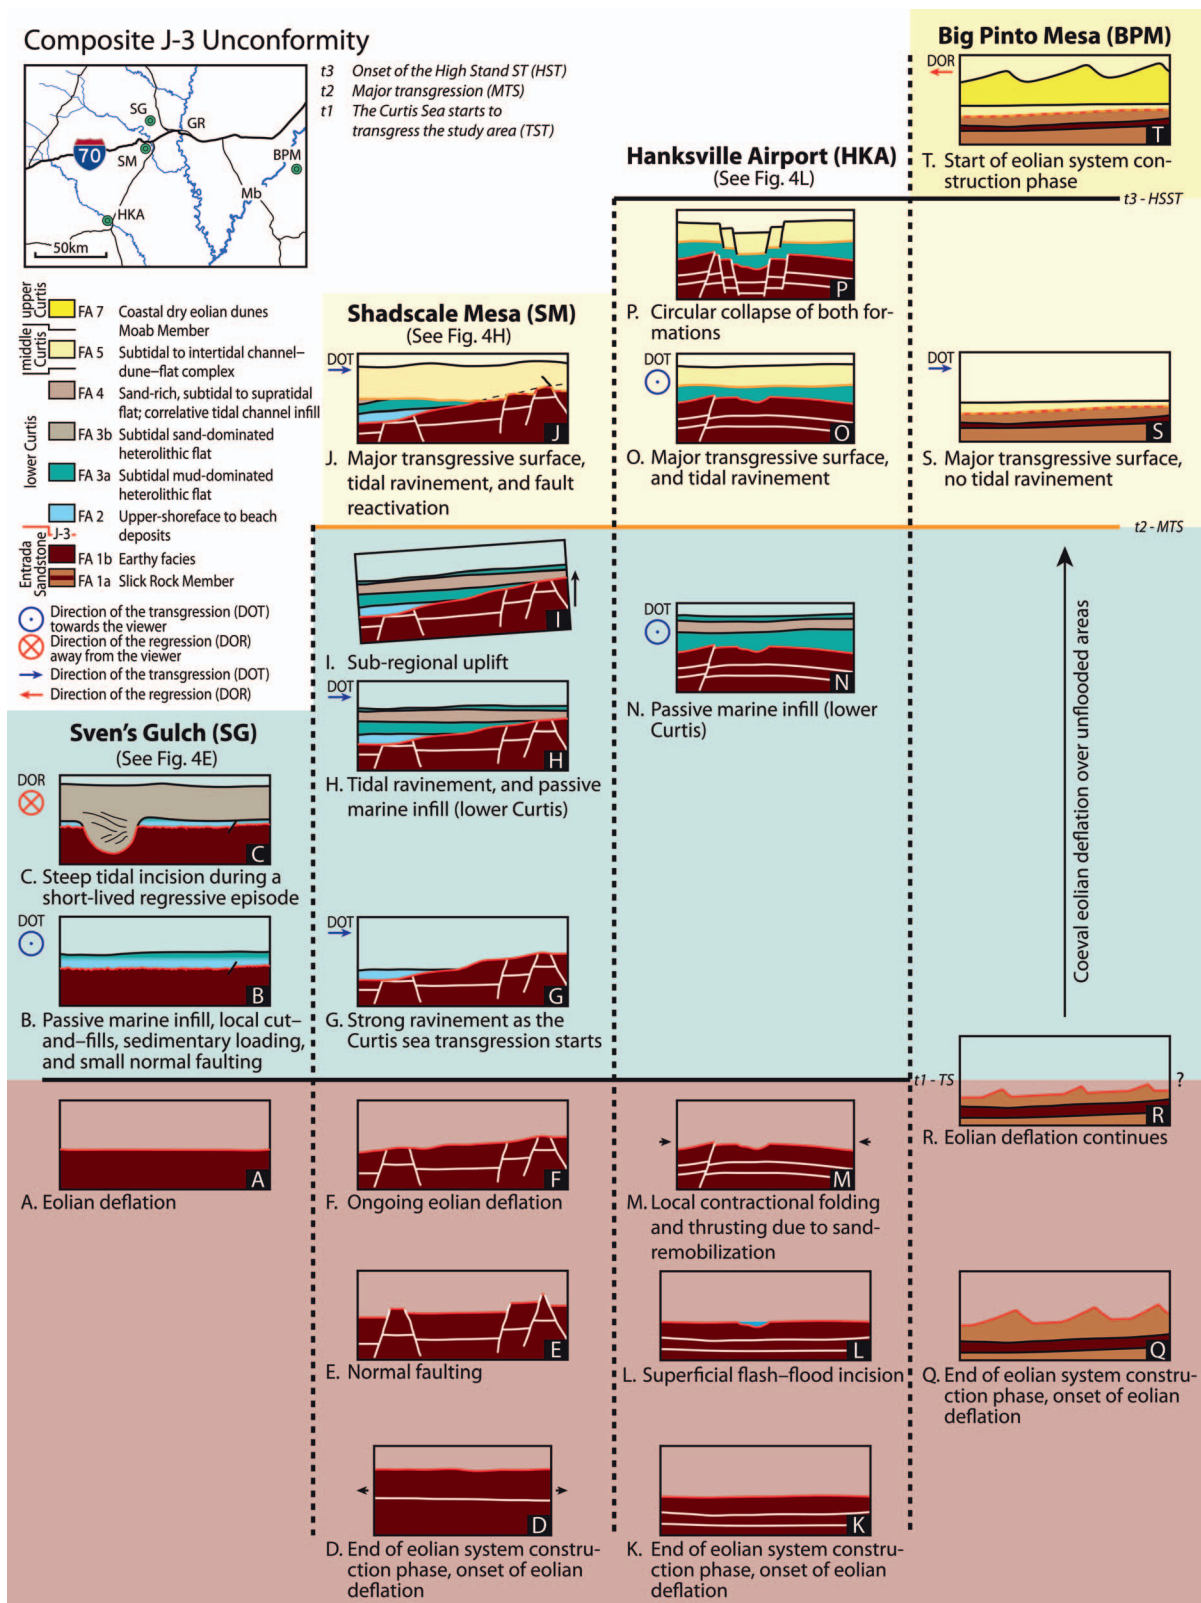 Composite J-3 Unconformity
t3 Onset of the High Stand ST (HST)
t2 Major transgression (MTS)
t1 The Curtis Sea starts to
transgress the study area (TST)
SG
GR
70
SM
BPM
Mb
HKA
50km
upper
Curtis
middle
Curtis
lower Curtis
Entrada
Sandstone
FA 7 Coastal dry eolian dunes
Moab Member
FA 5 Subtidal to intertidal channel–
dune–flat complex
FA 4 Sand-rich, subtidal to supratidal
flat; correlative tidal channel infill
FA 3b Subtidal sand-dominated
heterolithic flat
FA 3a Subtidal mud-dominated
heterolithic flat
FA 2 Upper-shoreface to beach
deposits
J-3
FA 1b Earthy facies
FA 1a Slick Rock Member
Direction of the transgression (DOT)
towards the viewer
Direction of the regression (DOR)
away from the viewer
Direction of the transgression (DOT)
Direction of the regression (DOR)
Sven's Gulch (SG)
(See Fig. 4E)
DOR
C
C. Steep tidal incision during a
short-lived regressive episode
DOT
B
B. Passive marine infill, local cut–
and–fills, sedimentary loading,
and small normal faulting
A
A. Eolian deflation
Shadscale Mesa (SM)
(See Fig. 4H)
DOT
J
J. Major transgressive surface,
tidal ravinement, and fault
reactivation
I
I. Sub-regional uplift
DOT
H
H. Tidal ravinement, and passive
marine infill (lower Curtis)
DOT
G
G. Strong ravinement as the
Curtis sea transgression starts
F
F. Ongoing eolian deflation
E
E. Normal faulting
D
D. End of eolian system constru-
ction phase, onset of eolian
deflation
Hanksville Airport (HKA)
(See Fig. 4L)
P
P. Circular collapse of both for-
mations
DOT
O
O. Major transgressive surface,
and tidal ravinement
DOT
N
N. Passive marine infill (lower
Curtis)
M
M. Local contractional folding
and thrusting due to sand-
remobilization
L
L. Superficial flash–flood incision
K
K. End of eolian system constru-
ction phase, onset of eolian
deflation
Big Pinto Mesa (BPM)
DOR
T
T. Start of eolian system con-
struction phase
t3 - HSST
DOT
S
S. Major transgressive surface,
no tidal ravinement
t2 - MTS
Coeval eolian deflation over unflooded areas
t1 - TS
?
R
R. Eolian deflation continues
Q
Q. End of eolian system constru-
ction phase, onset of eolian
deflation